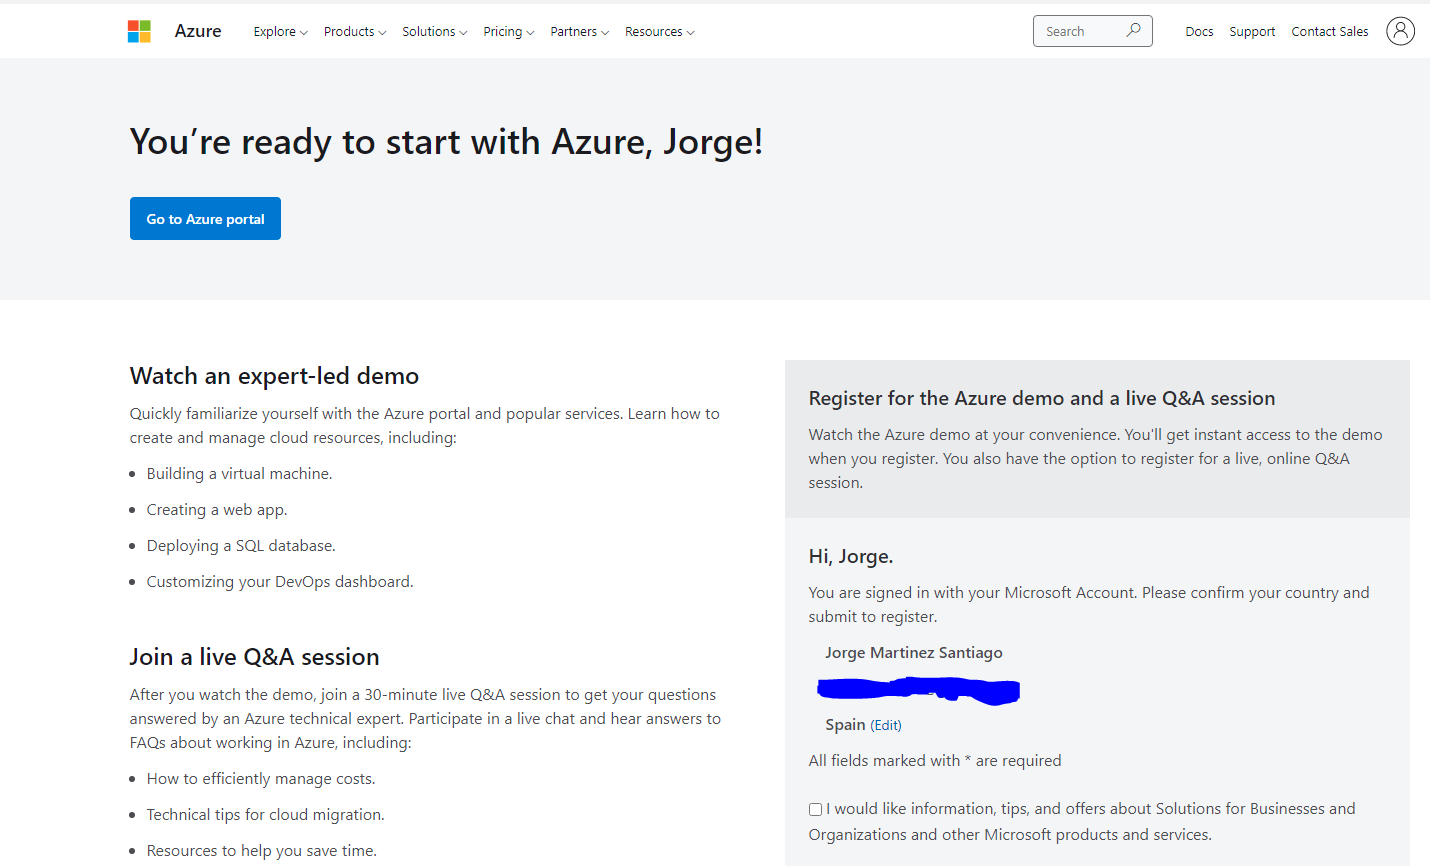 Azure Explore Products Solutions Pricing Partners Resources Search Docs Support Contact Sales
You’re ready to start with Azure, Jorge!
Go to Azure portal
Watch an expert-led demo
Quickly familiarize yourself with the Azure portal and popular services. Learn how to
create and manage cloud resources, including:
• Building a virtual machine.
• Creating a web app.
• Deploying a SQL database.
• Customizing your DevOps dashboard.
Join a live Q&A session
After you watch the demo, join a 30-minute live Q&A session to get your questions
answered by an Azure technical expert. Participate in a live chat and hear answers to
FAQs about working in Azure, including:
• How to efficiently manage costs.
• Technical tips for cloud migration.
• Resources to help you save time.
Register for the Azure demo and a live Q&A session
Watch the Azure demo at your convenience. You'll get instant access to the demo
when you register. You also have the option to register for a live, online Q&A
session.
Hi, Jorge.
You are signed in with your Microsoft Account. Please confirm your country and
submit to register.
Jorge Martinez Santiago
Spain (Edit)
All fields marked with * are required
I would like information, tips, and offers about Solutions for Businesses and
Organizations and other Microsoft products and services.